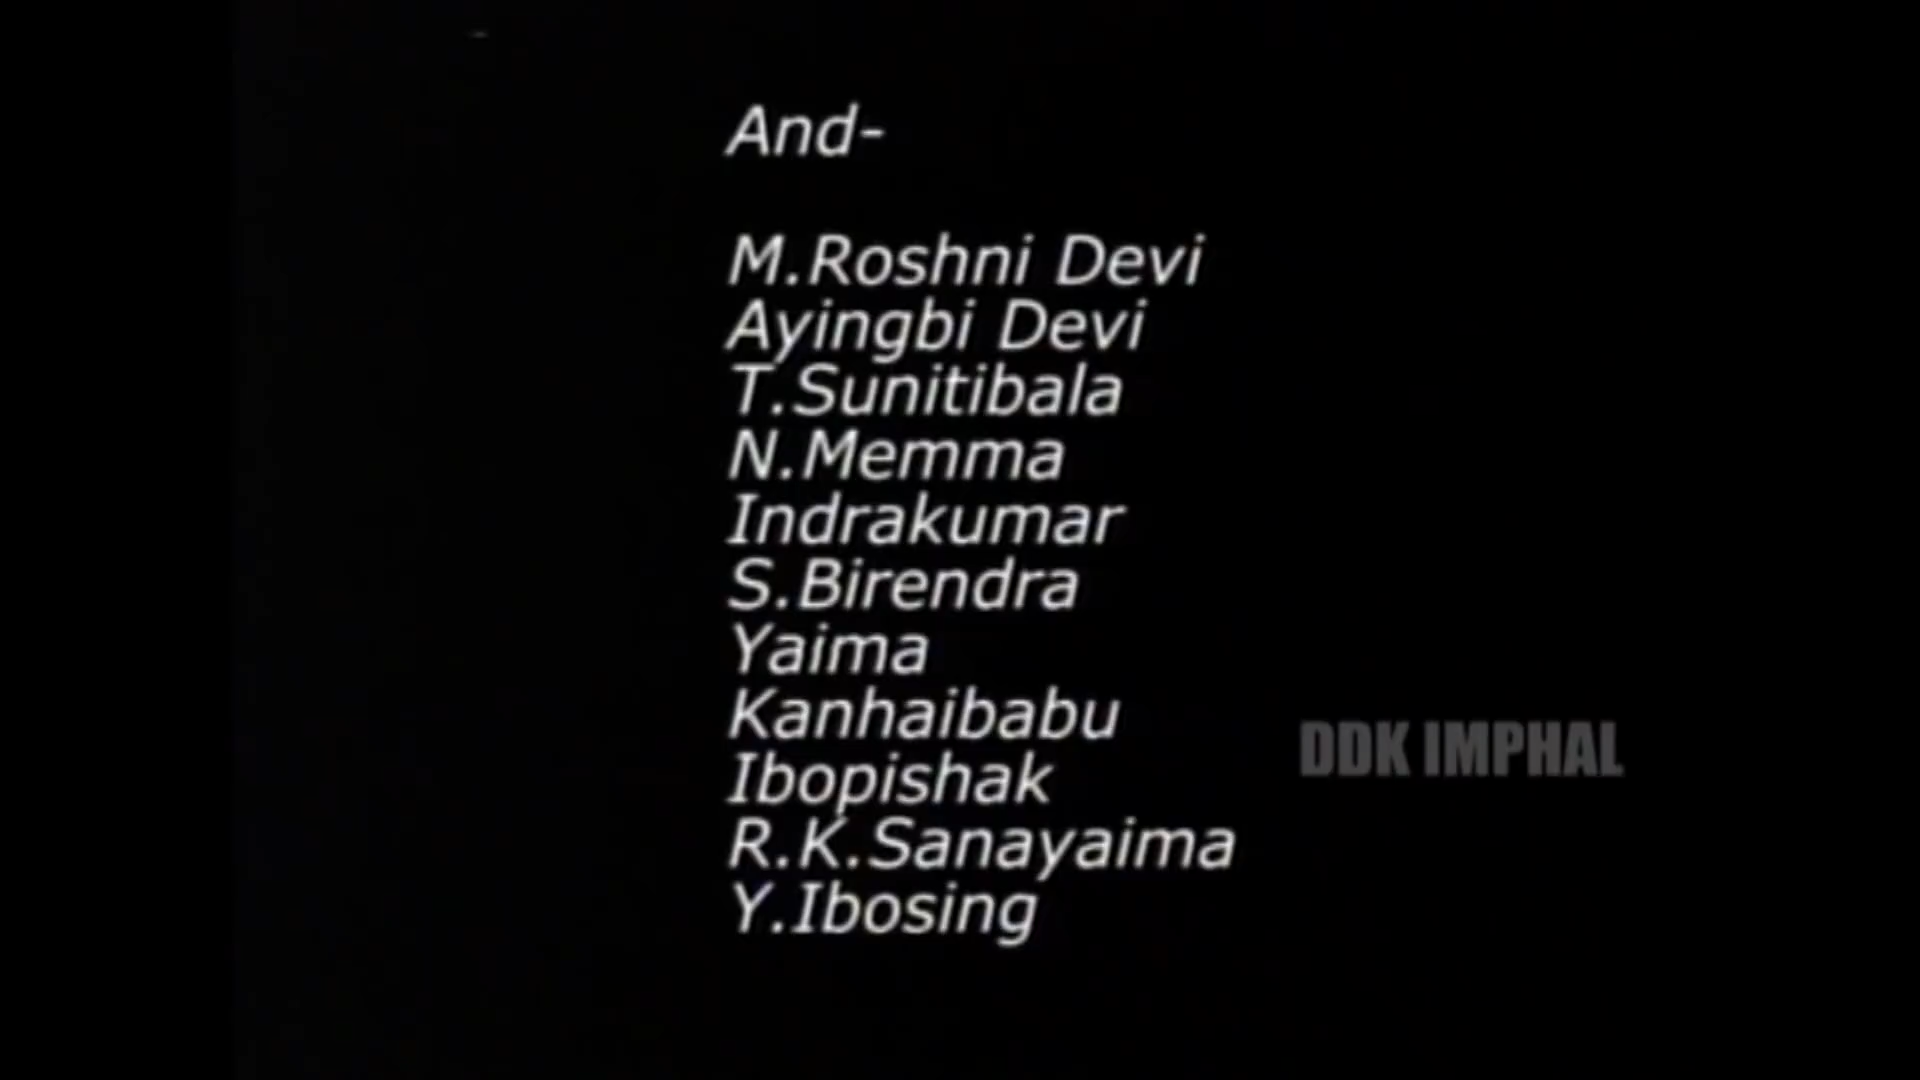 And-
M.Roshni Devi
Ayingbi Devi
T.Sunitibala
N.Memma
Indrakumar
S.Birendra
Yaima
Kanhaibabu
Ibopishak
R.K.Sanayaima
Y.Ibosing
DDK IMPHAL